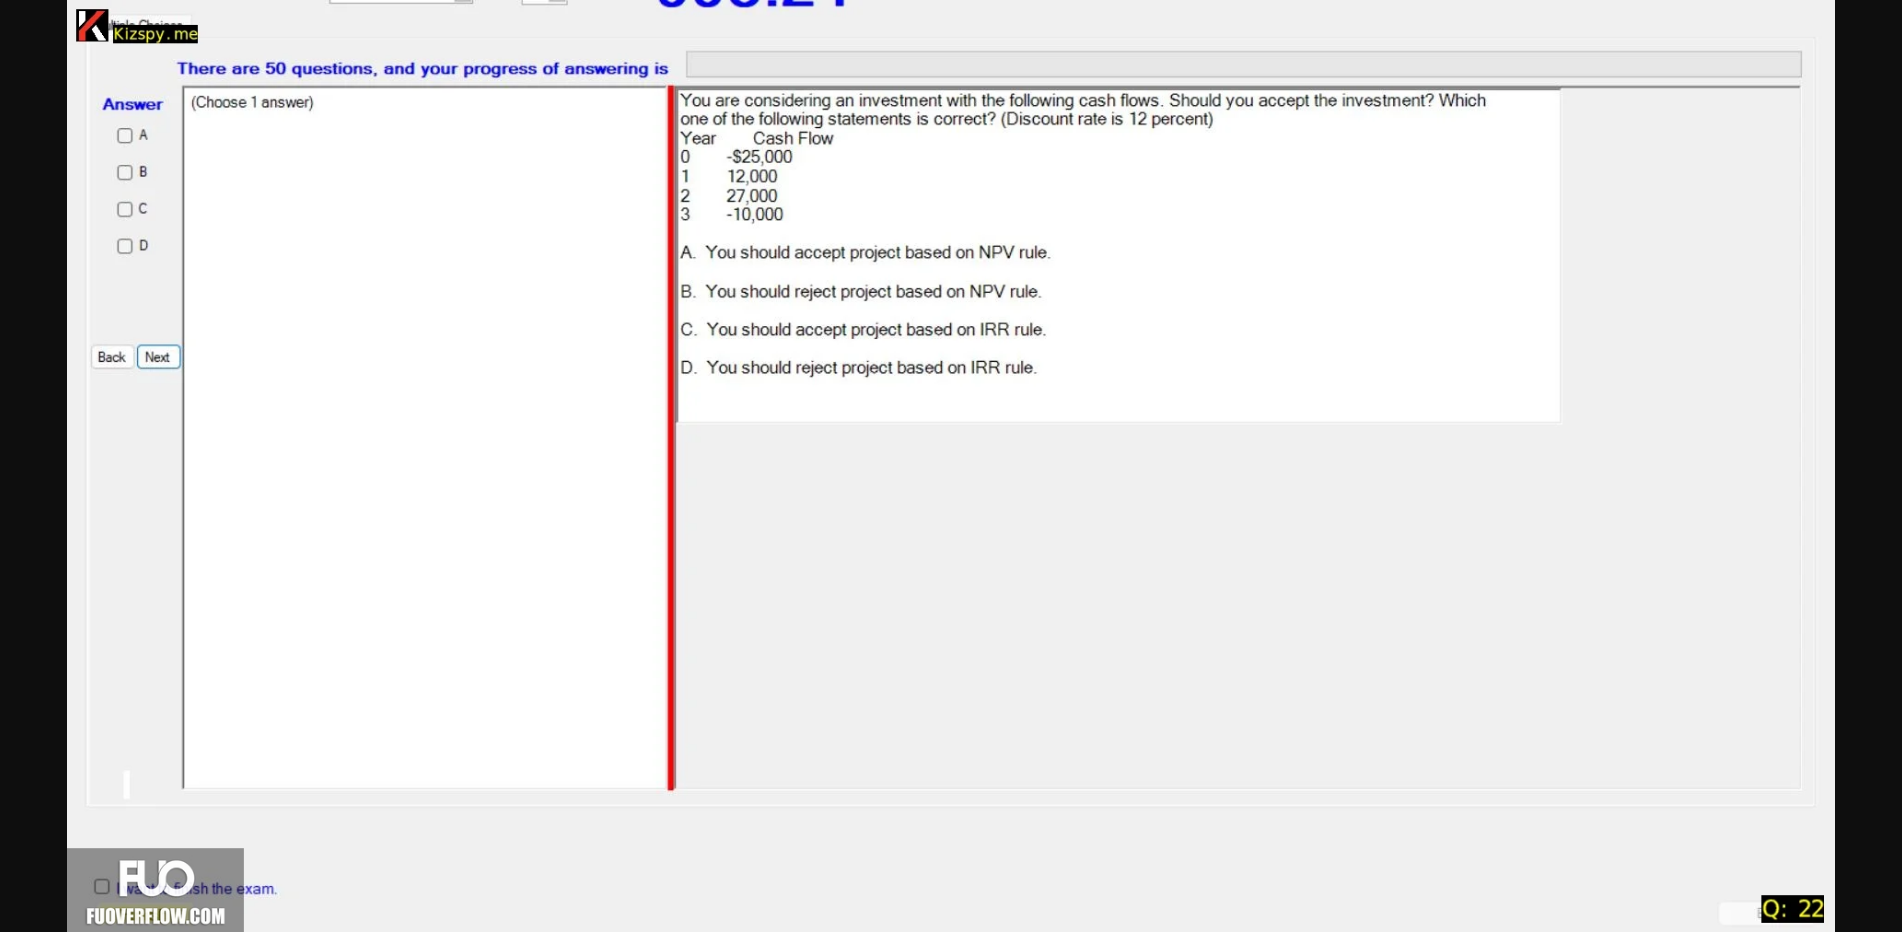 Kizspy.me
There are 50 questions, and your progress of answering is
Answer
(Choose 1 answer)
A
B
C
D
Back Next
You are considering an investment with the following cash flows. Should you accept the investment? Which
one of the following statements is correct? (Discount rate is 12 percent)
Year Cash Flow
0 -$25,000
1 12,000
2 27,000
3 -10,000
A. You should accept project based on NPV rule.
B. You should reject project based on NPV rule.
C. You should accept project based on IRR rule.
D. You should reject project based on IRR rule.
FUO
the exam.
FUOVERFLOW.COM
Q: 22